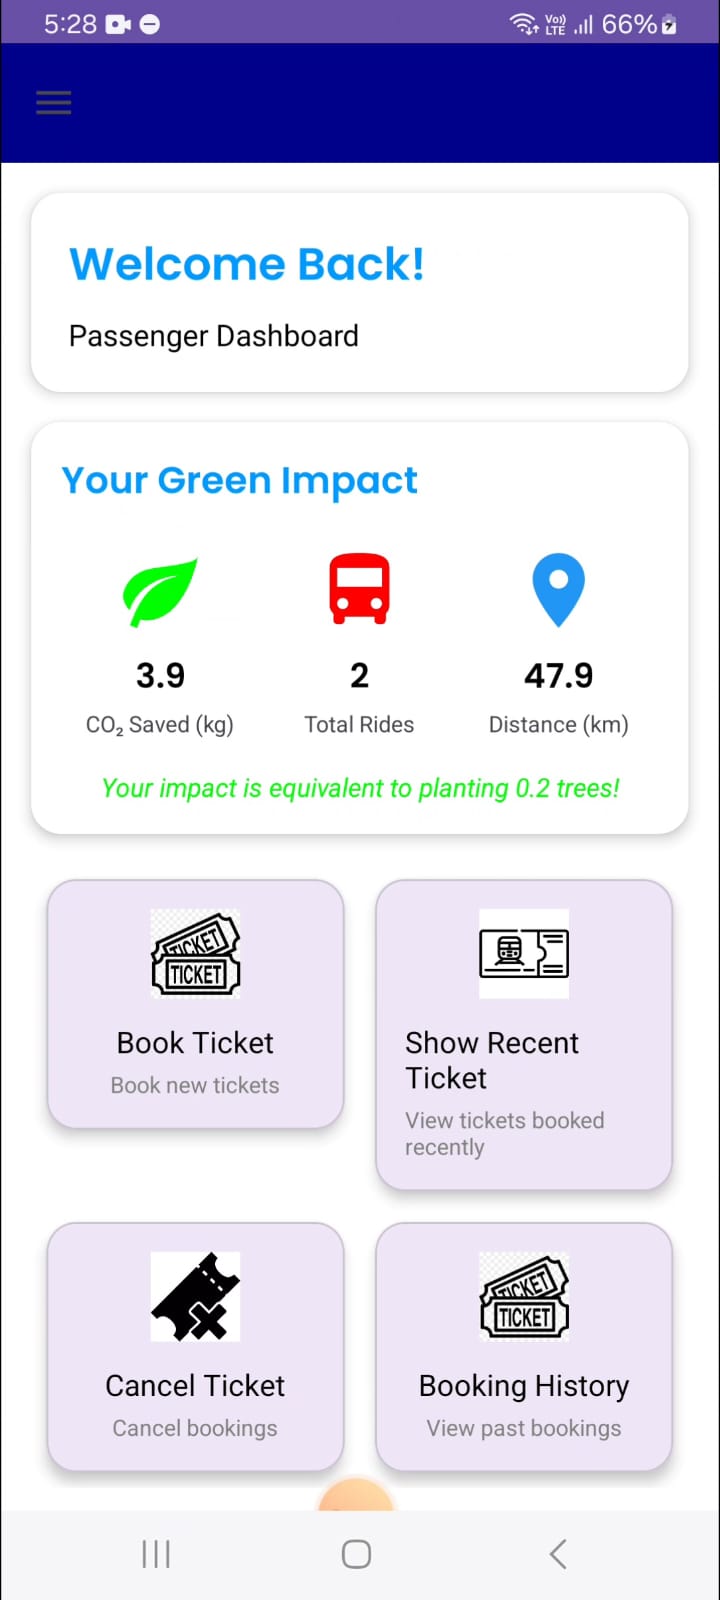 5:28
Vo)) LTE 66%
Welcome Back!
Passenger Dashboard
Your Green Impact
3.9
CO₂ Saved (kg)
2
Total Rides
47.9
Distance (km)
Your impact is equivalent to planting 0.2 trees!
TICKET
TICKET
Book Ticket
Book new tickets
Show Recent
Ticket
View tickets booked
recently
Cancel Ticket
Cancel bookings
TICKET
TICKET
Booking History
View past bookings